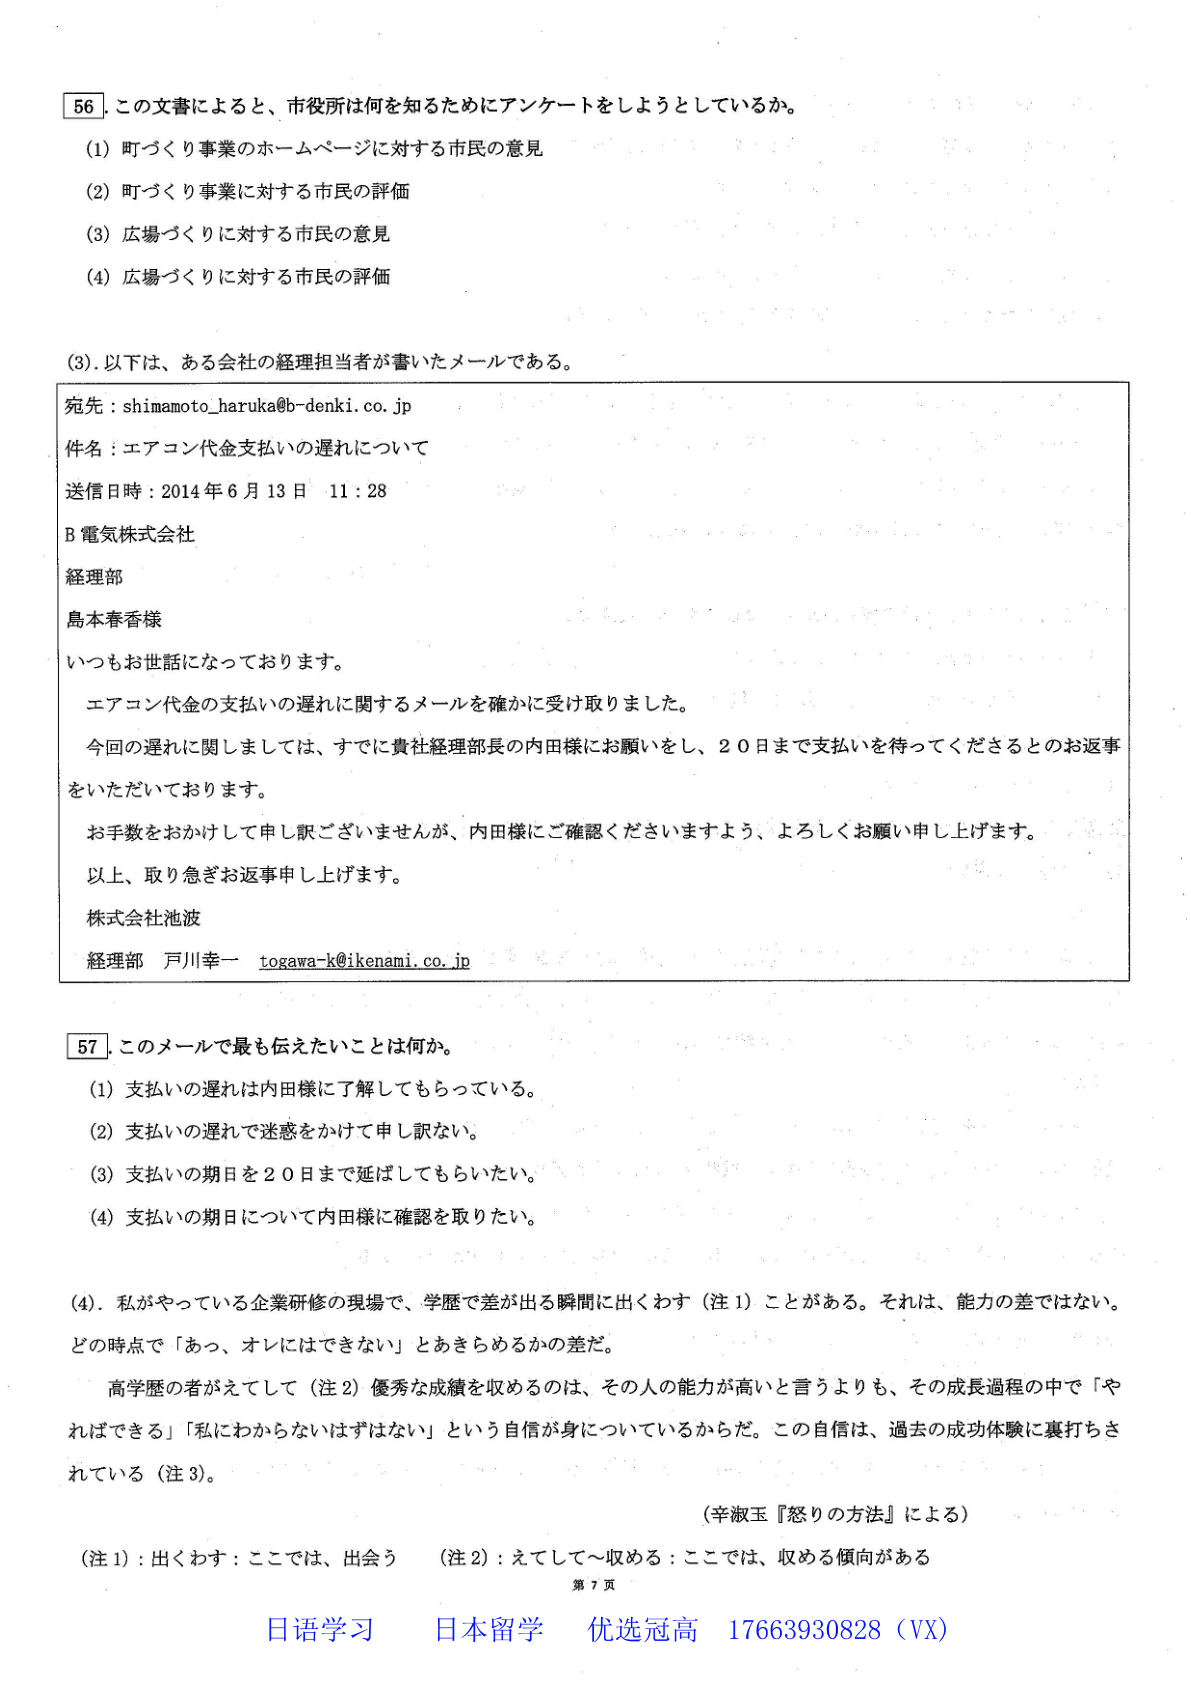 56.この文書によると、市役所は何を知るためにアンケートをしようとしているか。
(1) 町づくり事業のホームページに対する市民の意見
(2) 町づくり事業に対する市民の評価
(3) 広場づくりに対する市民の意見
(4) 広場づくりに対する市民の評価
(3).以下は、ある会社の経理担当者が書いたメールである。
宛先：shimamoto_haruka@b-denki.co.jp
件名：エアコン代金支払いの遅れについて
送信日時：2014年6月13日　11：28
B 電気株式会社
経理部
島本春香様
いつもお世話になっております。
エアコン代金の支払いの遅れに関するメールを確かに受け取りました。
今回の遅れに関しましては、すでに貴社経理部長の内田様にお願いをし、２０日まで支払いを待ってくださるとのお返事
をいただいております。
お手数をおかけして申し訳ございませんが、内田様にご確認くださいますよう、よろしくお願い申し上げます。
以上、取り急ぎお返事申し上げます。
株式会社池波
経理部　戸川幸一　togawa-k@ikenami.co.jp
57.このメールで最も伝えたいことは何か。
(1) 支払いの遅れは内田様に了解してもらっている。
(2) 支払いの遅れで迷惑をかけて申し訳ない。
(3) 支払いの期日を２０日まで延ばしてもらいたい。
(4) 支払いの期日について内田様に確認を取りたい。
(4). 私がやっている企業研修の現場で、学歴で差が出る瞬間に出くわす（注1）ことがある。それは、能力の差ではない。
どの時点で「あっ、オレにはできない」とあきらめるかの差だ。
高学歴の者がえてして（注2）優秀な成績を収めるのは、その人の能力が高いと言うよりも、その成長過程の中で「や
ればできる」「私にわからないはずはない」という自信が身についているからだ。この自信は、過去の成功体験に裏打ちさ
れている（注3）。
（辛淑玉『怒りの方法』による）
（注1）：出くわす：ここでは、出会う　　（注2）：えてして～収める：ここでは、収める傾向がある
第 7 页
日语学习　日本留学　优选冠高　17663930828（VX）